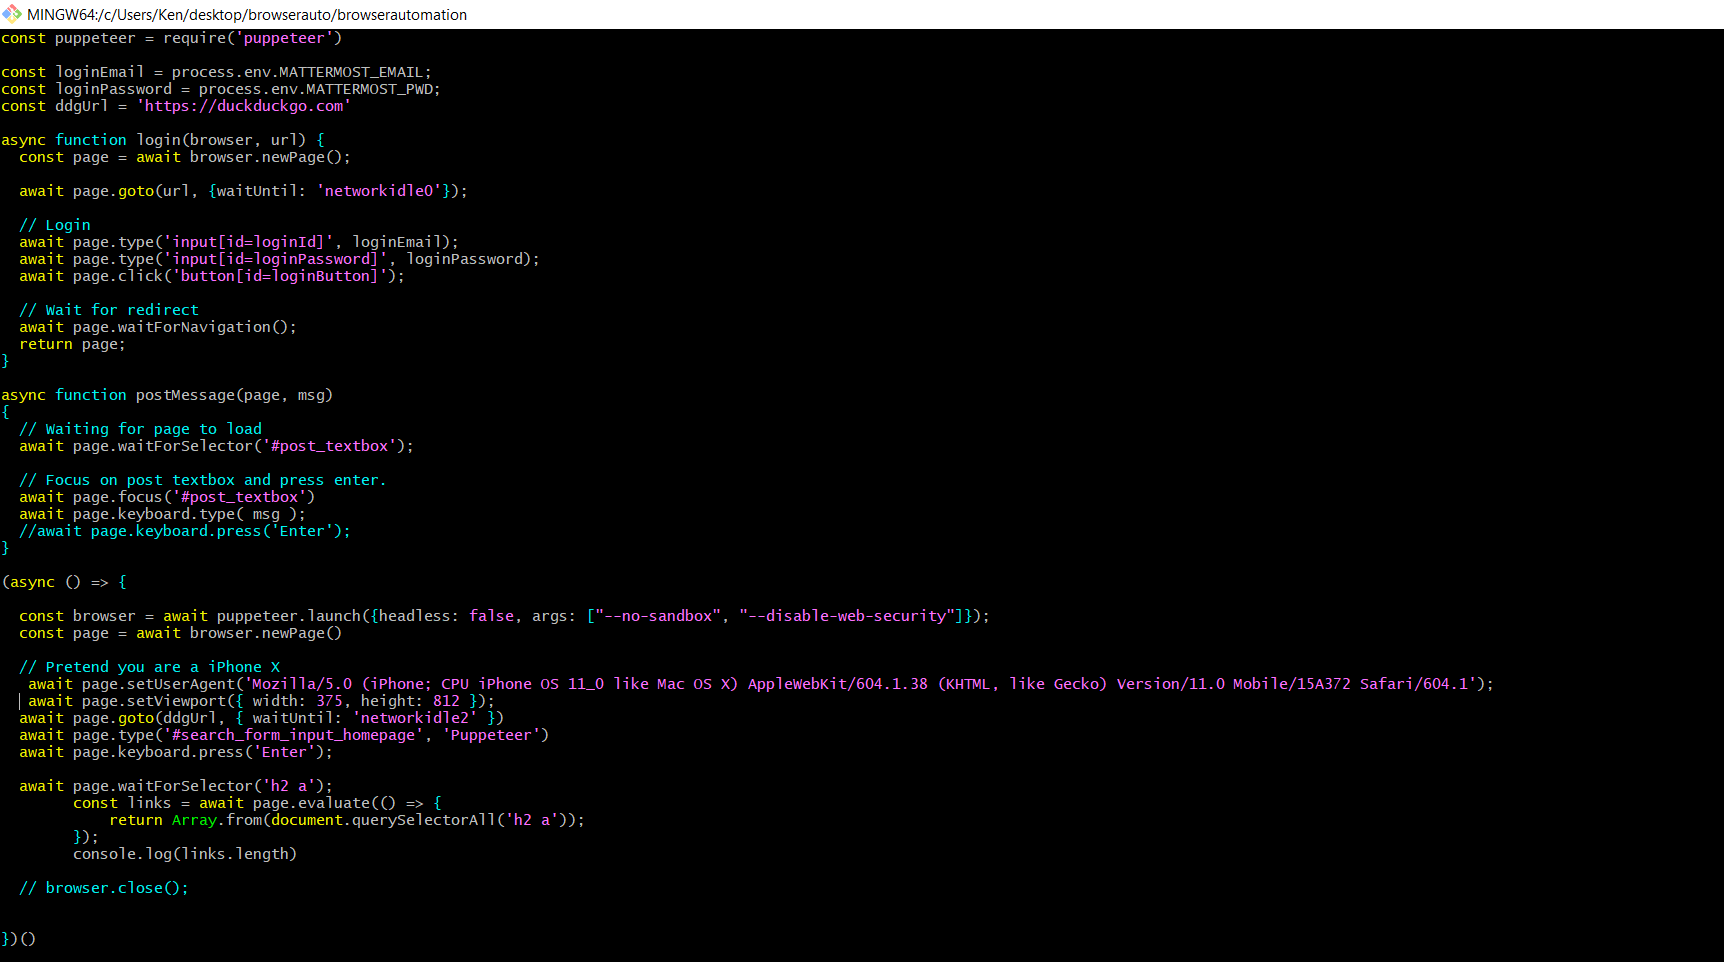 MINGW64:/c/Users/Ken/desktop/browserauto/browserautomation
const puppeteer = require('puppeteer')

const loginEmail = process.env.MATTERMOST_EMAIL;
const loginPassword = process.env.MATTERMOST_PWD;
const ddgUrl = 'https://duckduckgo.com'

async function login(browser, url) {
  const page = await browser.newPage();

  await page.goto(url, {waitUntil: 'networkidle0'});

  // Login
  await page.type('input[id=loginId]', loginEmail);
  await page.type('input[id=loginPassword]', loginPassword);
  await page.click('button[id=loginButton]');

  // Wait for redirect
  await page.waitForNavigation();
  return page;
}

async function postMessage(page, msg)
{
  // Waiting for page to load
  await page.waitForSelector('#post_textbox');

  // Focus on post textbox and press enter.
  await page.focus('#post_textbox')
  await page.keyboard.type( msg );
  //await page.keyboard.press('Enter');
}

(async () => {

  const browser = await puppeteer.launch({headless: false, args: ["--no-sandbox", "--disable-web-security"]});
  const page = await browser.newPage()

  // Pretend you are a iPhone X
   await page.setUserAgent('Mozilla/5.0 (iPhone; CPU iPhone OS 11_0 like Mac OS X) AppleWebKit/604.1.38 (KHTML, like Gecko) Version/11.0 Mobile/15A372 Safari/604.1');
   await page.setViewport({ width: 375, height: 812 });
  await page.goto(ddgUrl, { waitUntil: 'networkidle2' })
  await page.type('#search_form_input_homepage', 'Puppeteer')
  await page.keyboard.press('Enter');

  await page.waitForSelector('h2 a');
        const links = await page.evaluate(() => {
            return Array.from(document.querySelectorAll('h2 a'));
        });
        console.log(links.length)

  // browser.close();


})()